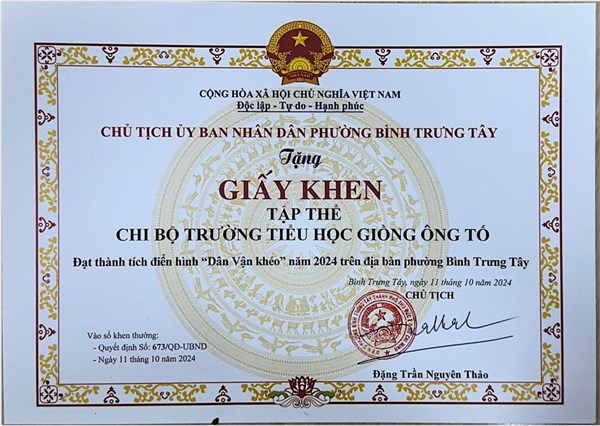 CỘNG HÒA XÃ HỘI CHỦ NGHĨA VIỆT NAM
Độc lập - Tự do - Hạnh phúc
CHỦ TỊCH ỦY BAN NHÂN DÂN PHƯỜNG BÌNH TRƯNG TÂY
Tặng
GIẤY KHEN
TẬP THỂ
CHI BỘ TRƯỜNG TIỂU HỌC GIỒNG ÔNG TỐ
Đạt thành tích điển hình “Dân Vận khéo” năm 2024 trên địa bàn phường Bình Trưng Tây
Bình Trưng Tây, ngày 11 tháng 10 năm 2024
CHỦ TỊCH
Vào sổ khen thưởng:
- Quyết định Số: 673/QĐ-UBND
- Ngày 11 tháng 10 năm 2024
Đặng Trần Nguyên Thảo